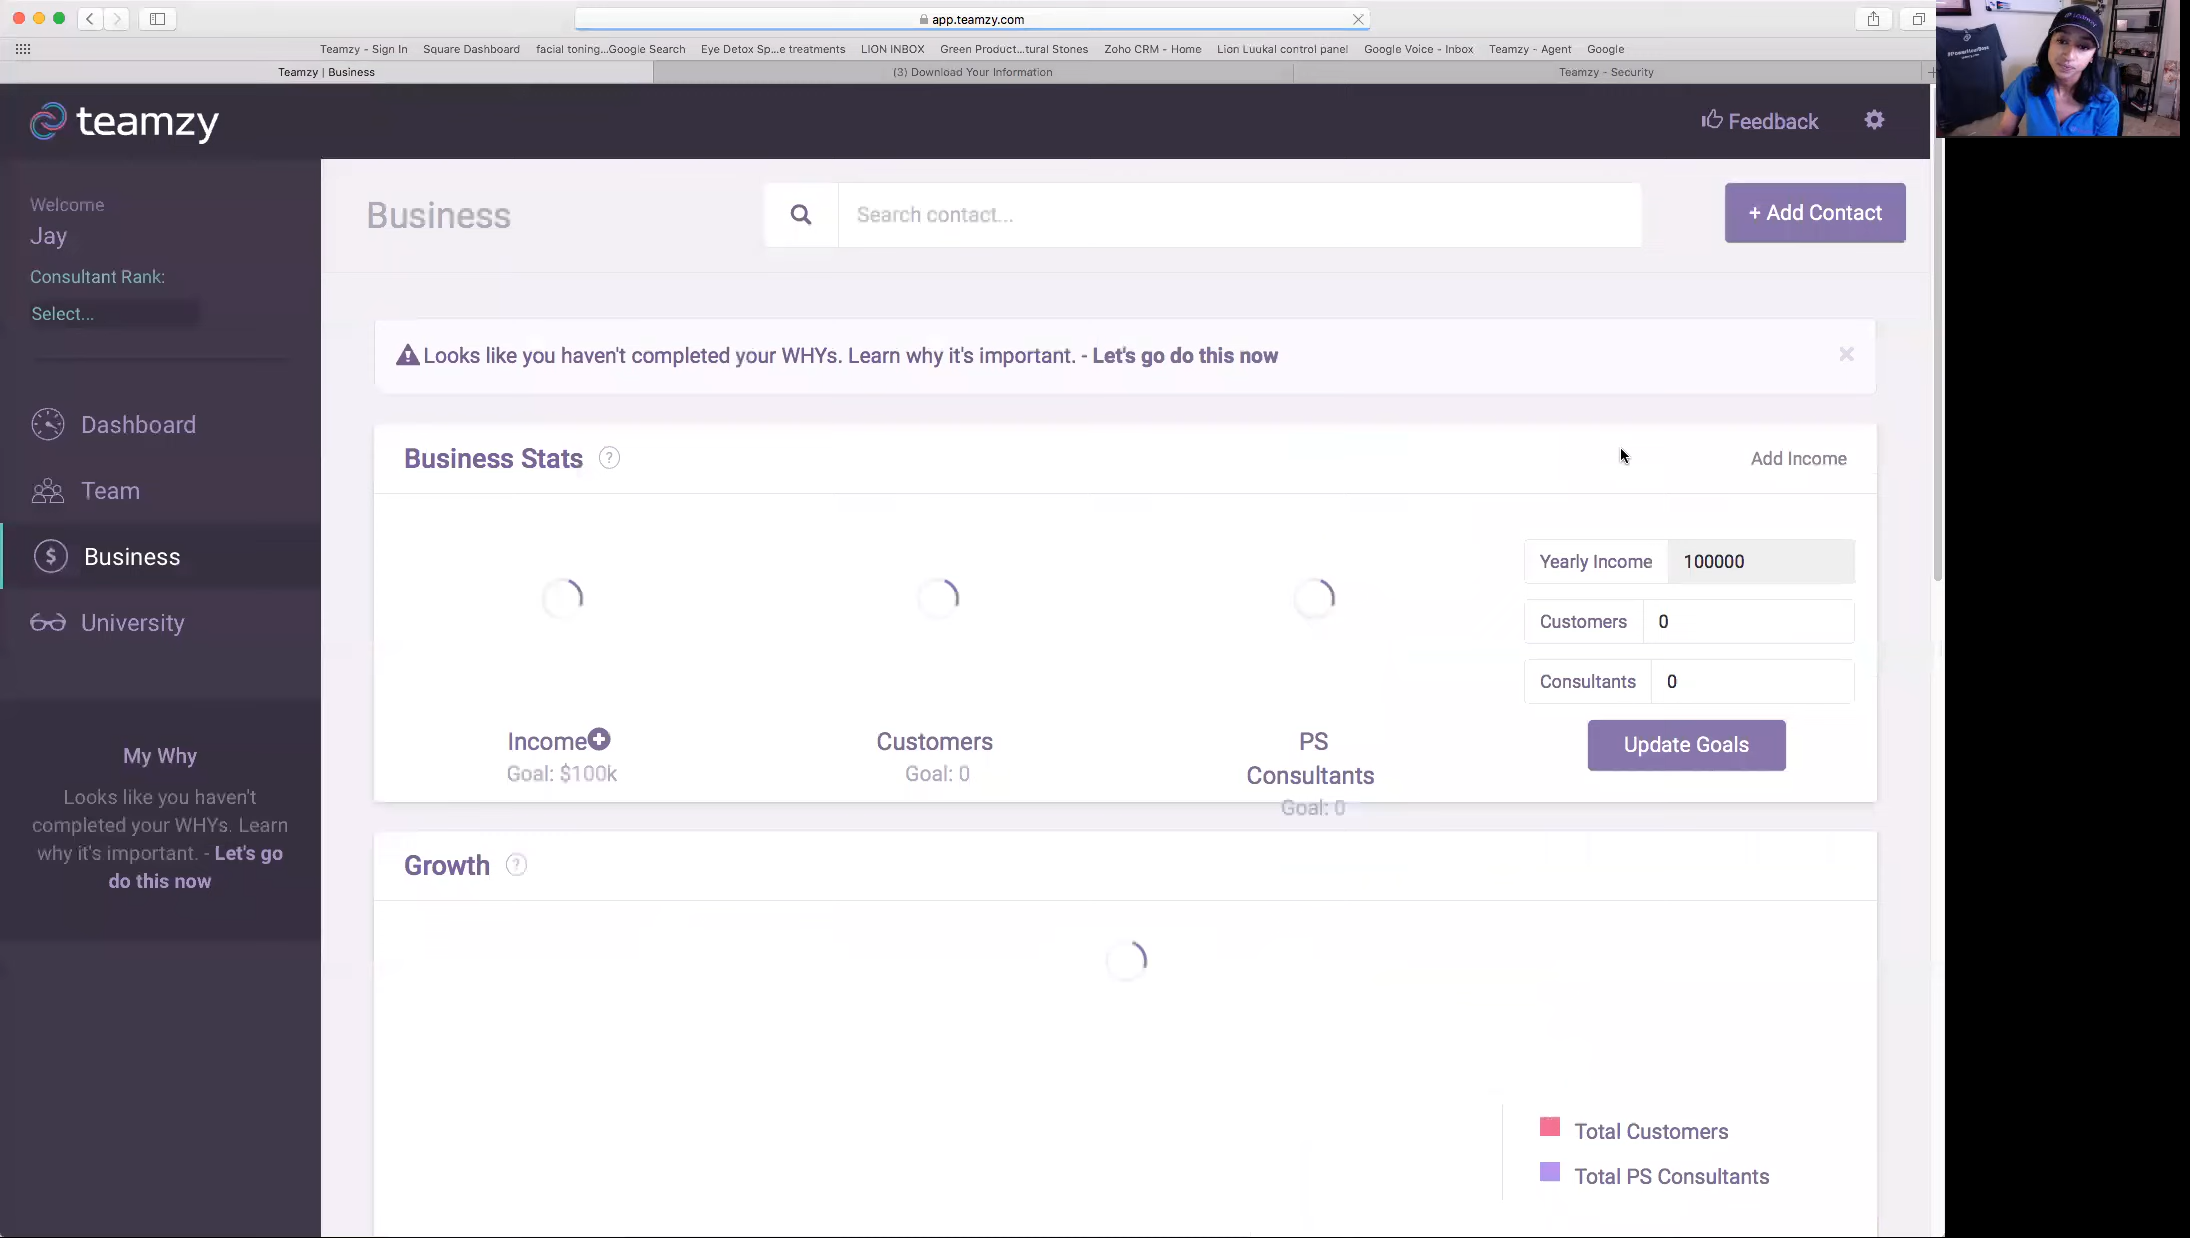 app.teamzy.com
Teamzy - Sign In Square Dashboard facial toning...Google Search Eye Detox Sp...e treatments LION INBOX Green Product...tural Stones Zoho CRM - Home Lion Luukal control panel Google Voice - Inbox Teamzy - Agent Google
Teamzy | Business (3) Download Your Information Teamzy - Security
teamzy
Feedback
Welcome
Jay
Consultant Rank:
Select...
Dashboard
Team
Business
University
My Why
Looks like you haven't
completed your WHYs. Learn
why it's important. - Let's go
do this now
Business
Search contact...
+ Add Contact
Looks like you haven't completed your WHYs. Learn why it's important. - Let's go do this now
Business Stats ?
Add Income
Yearly Income 100000
Customers 0
Consultants 0
Update Goals
Income
Goal: $100k
Customers
Goal: 0
PS
Consultants
Goal: 0
Growth ?
Total Customers
Total PS Consultants